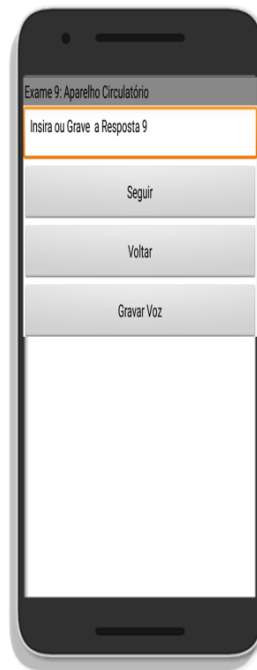 Exame 9: Aparelho Circulatório
Insira ou Grave a Resposta 9
Seguir
Voltar
Gravar Voz